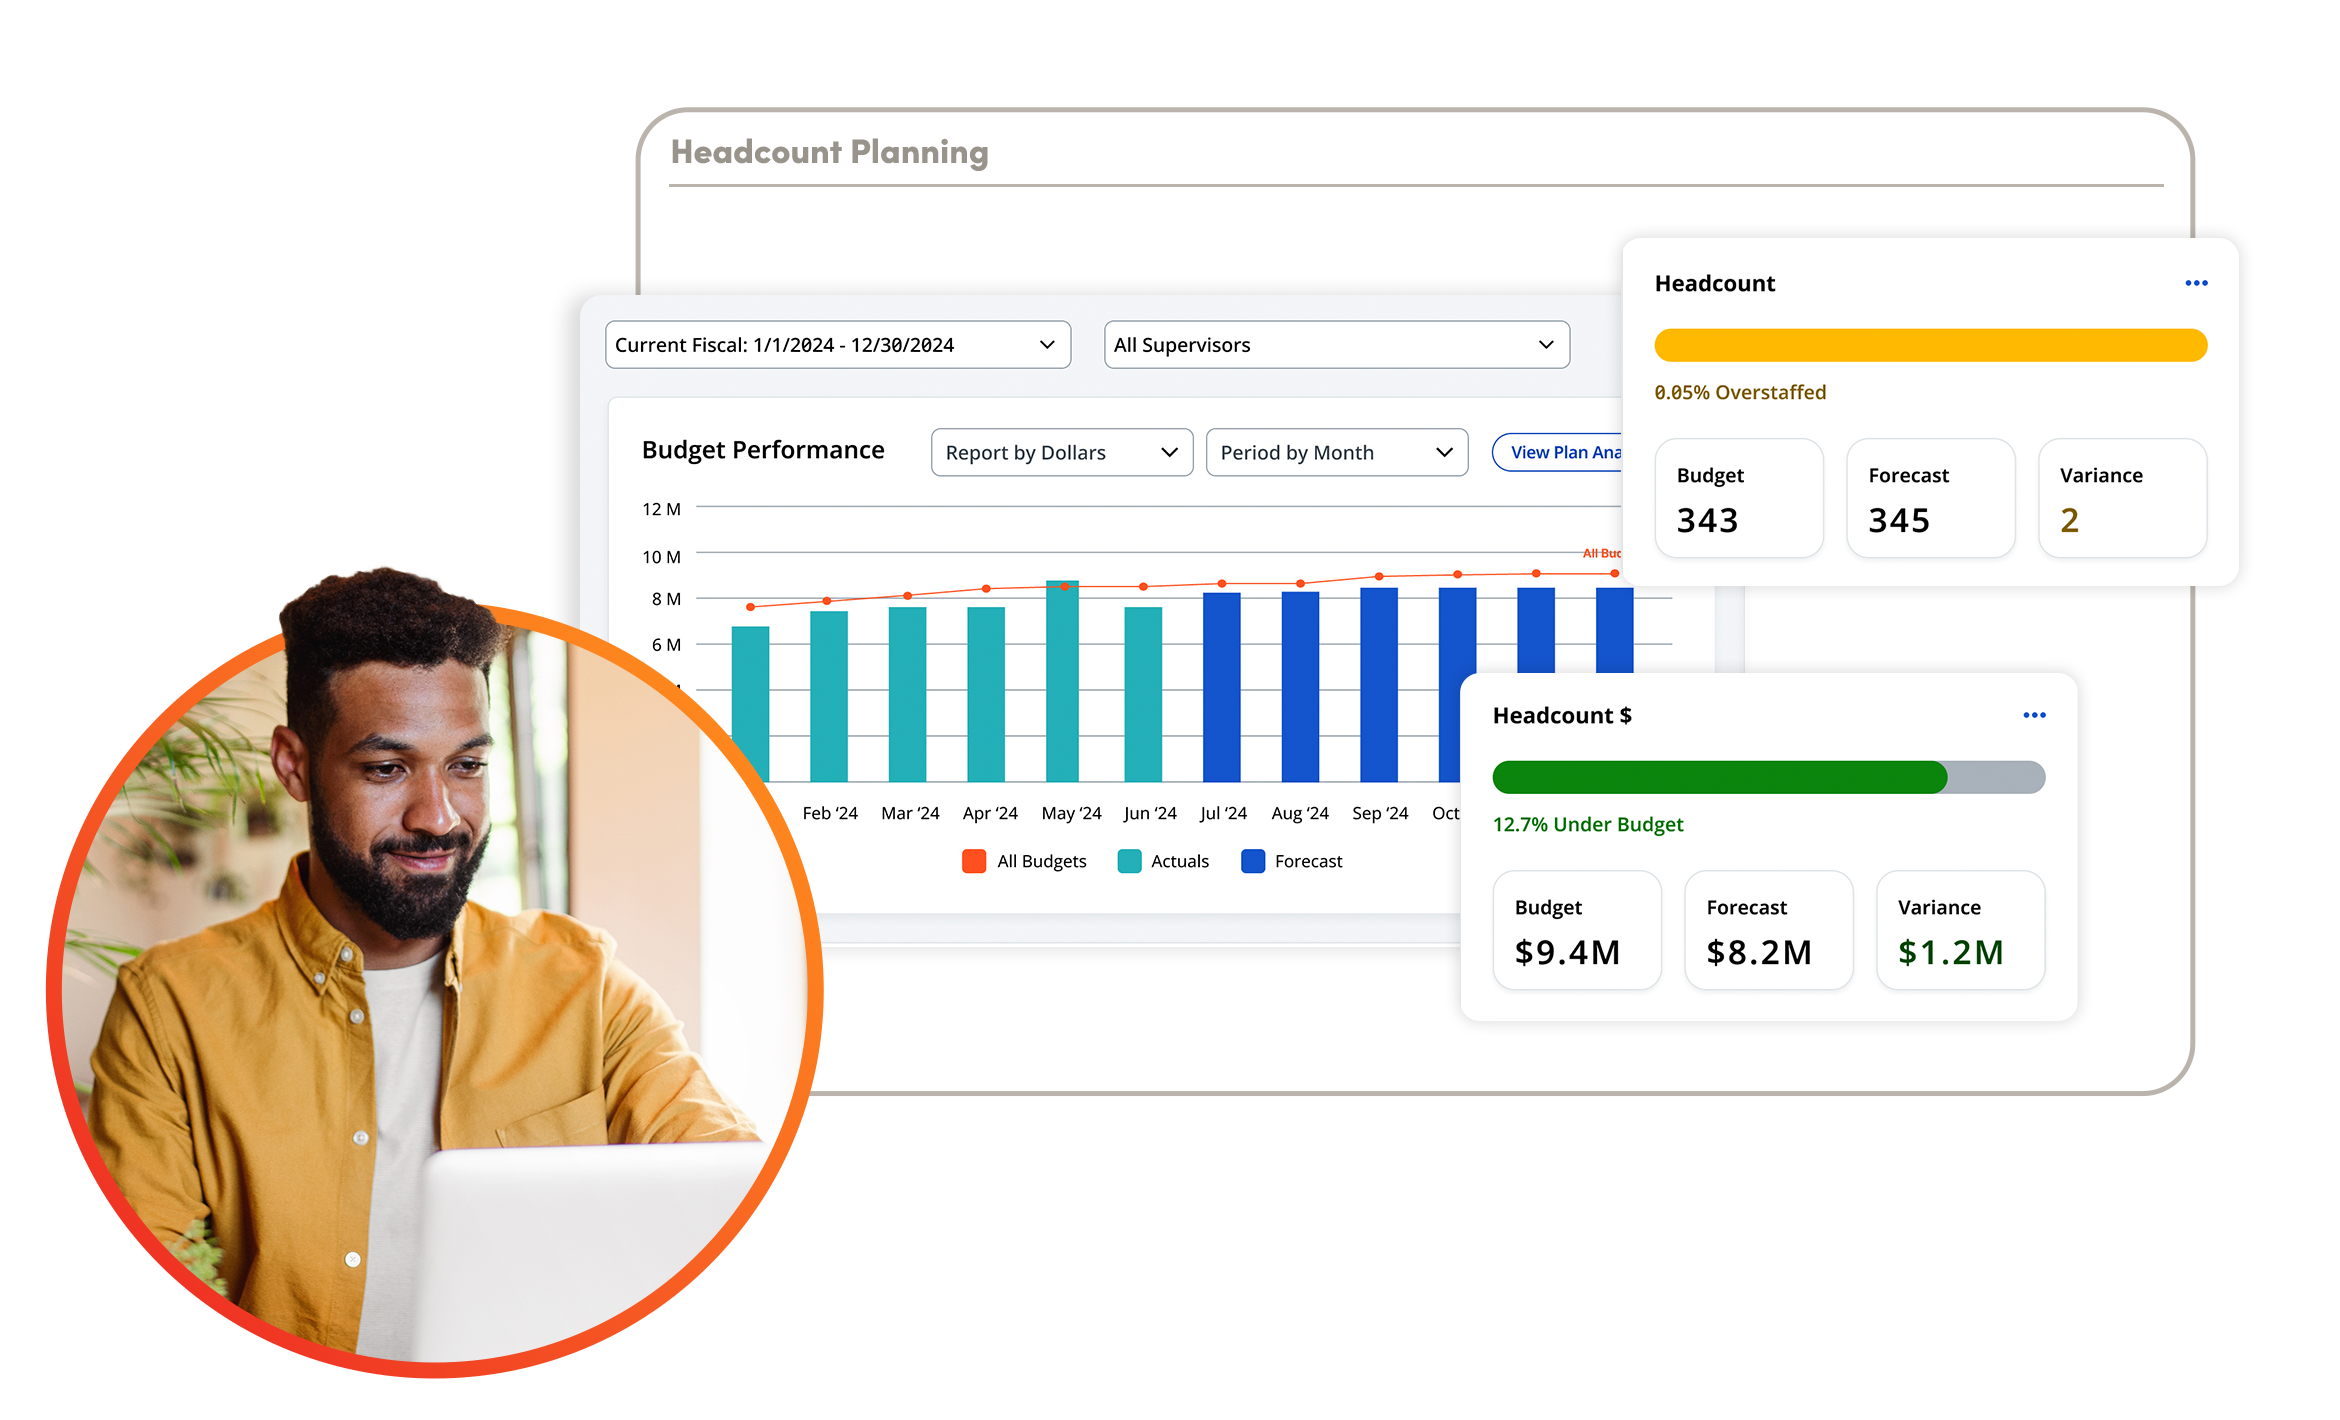 Headcount Planning
Current Fiscal: 1/1/2024 - 12/30/2024
All Supervisors
Budget Performance
Report by Dollars
Period by Month
View Plan
12 M
10 M
8 M
6 M
All
Feb ‘24 Mar ‘24 Apr ‘24 May ‘24 Jun ‘24 Jul ‘24 Aug ‘24 Sep ‘24 Oct
All Budgets Actuals Forecast
Headcount
0.05% Overstaffed
Budget Forecast Variance
343 345 2
Headcount $
12.7% Under Budget
Budget Forecast Variance
$9.4M $8.2M $1.2M